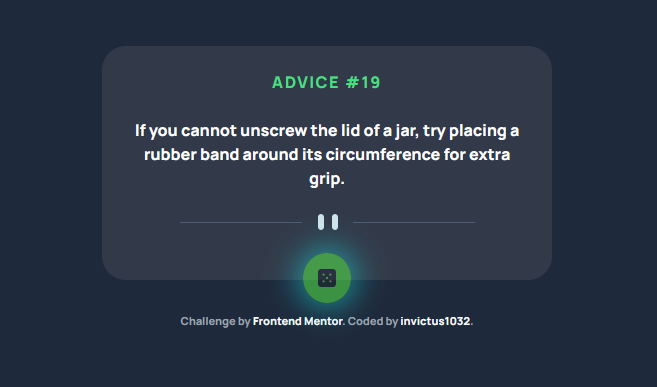 ADVICE #19
If you cannot unscrew the lid of a jar, try placing a
rubber band around its circumference for extra
grip.
Challenge by Frontend Mentor. Coded by invictus1032.